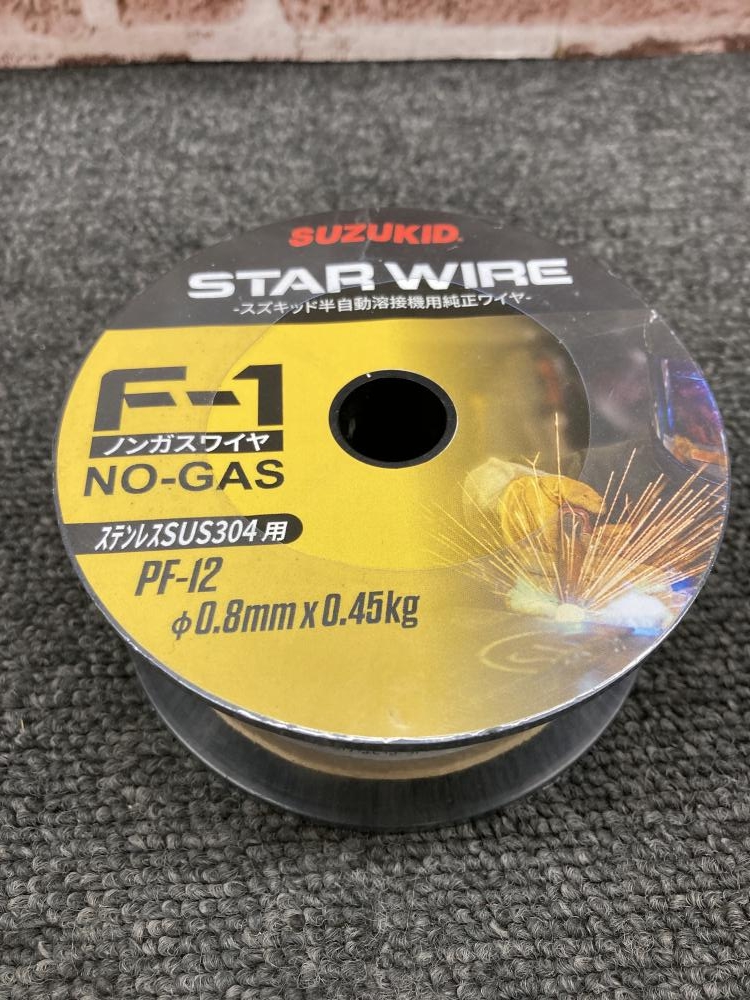 SUZUKID
STAR WIRE
-スズキッド半自動溶接機用純正ワイヤ-
F-1
ノンガスワイヤ
NO-GAS
ステンレスSUS304用
PF-12
φ0.8mm x 0.45kg